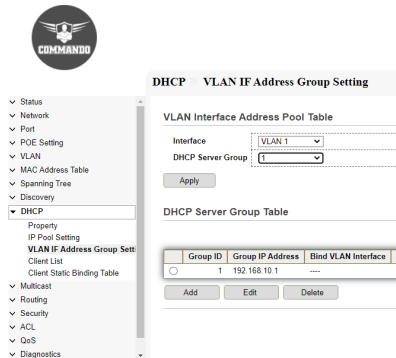 COMMANDO
DHCP VLAN IF Address Group Setting
Status
Network
Port
POE Setting
VLAN
MAC Address Table
Spanning Tree
Discovery
DHCP
Property
IP Pool Setting
VLAN IF Address Group Setti
Client List
Client Static Binding Table
Multicast
Routing
Security
ACL
QoS
Diagnostics
VLAN Interface Address Pool Table
Interface VLAN 1
DHCP Server Group 1
Apply
DHCP Server Group Table
Group ID Group IP Address Bind VLAN Interface
1 192.168.10.1 ----
Add Edit Delete